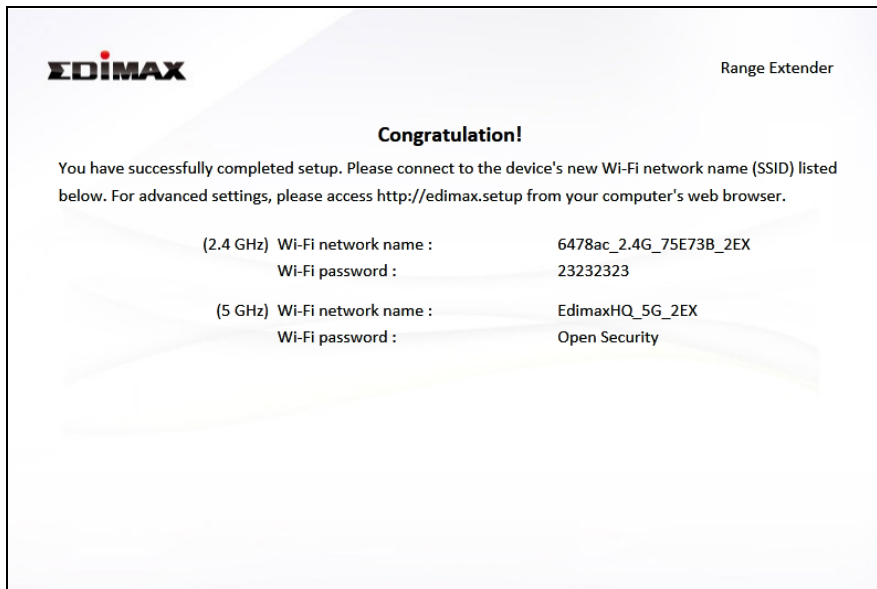 EDIMAX
Range Extender
Congratulation!
You have successfully completed setup. Please connect to the device's new Wi-Fi network name (SSID) listed
below. For advanced settings, please access http://edimax.setup from your computer's web browser.
(2.4 GHz) Wi-Fi network name : 6478ac_2.4G_75E73B_2EX
Wi-Fi password : 23232323
(5 GHz) Wi-Fi network name : EdimaxHQ_5G_2EX
Wi-Fi password : Open Security